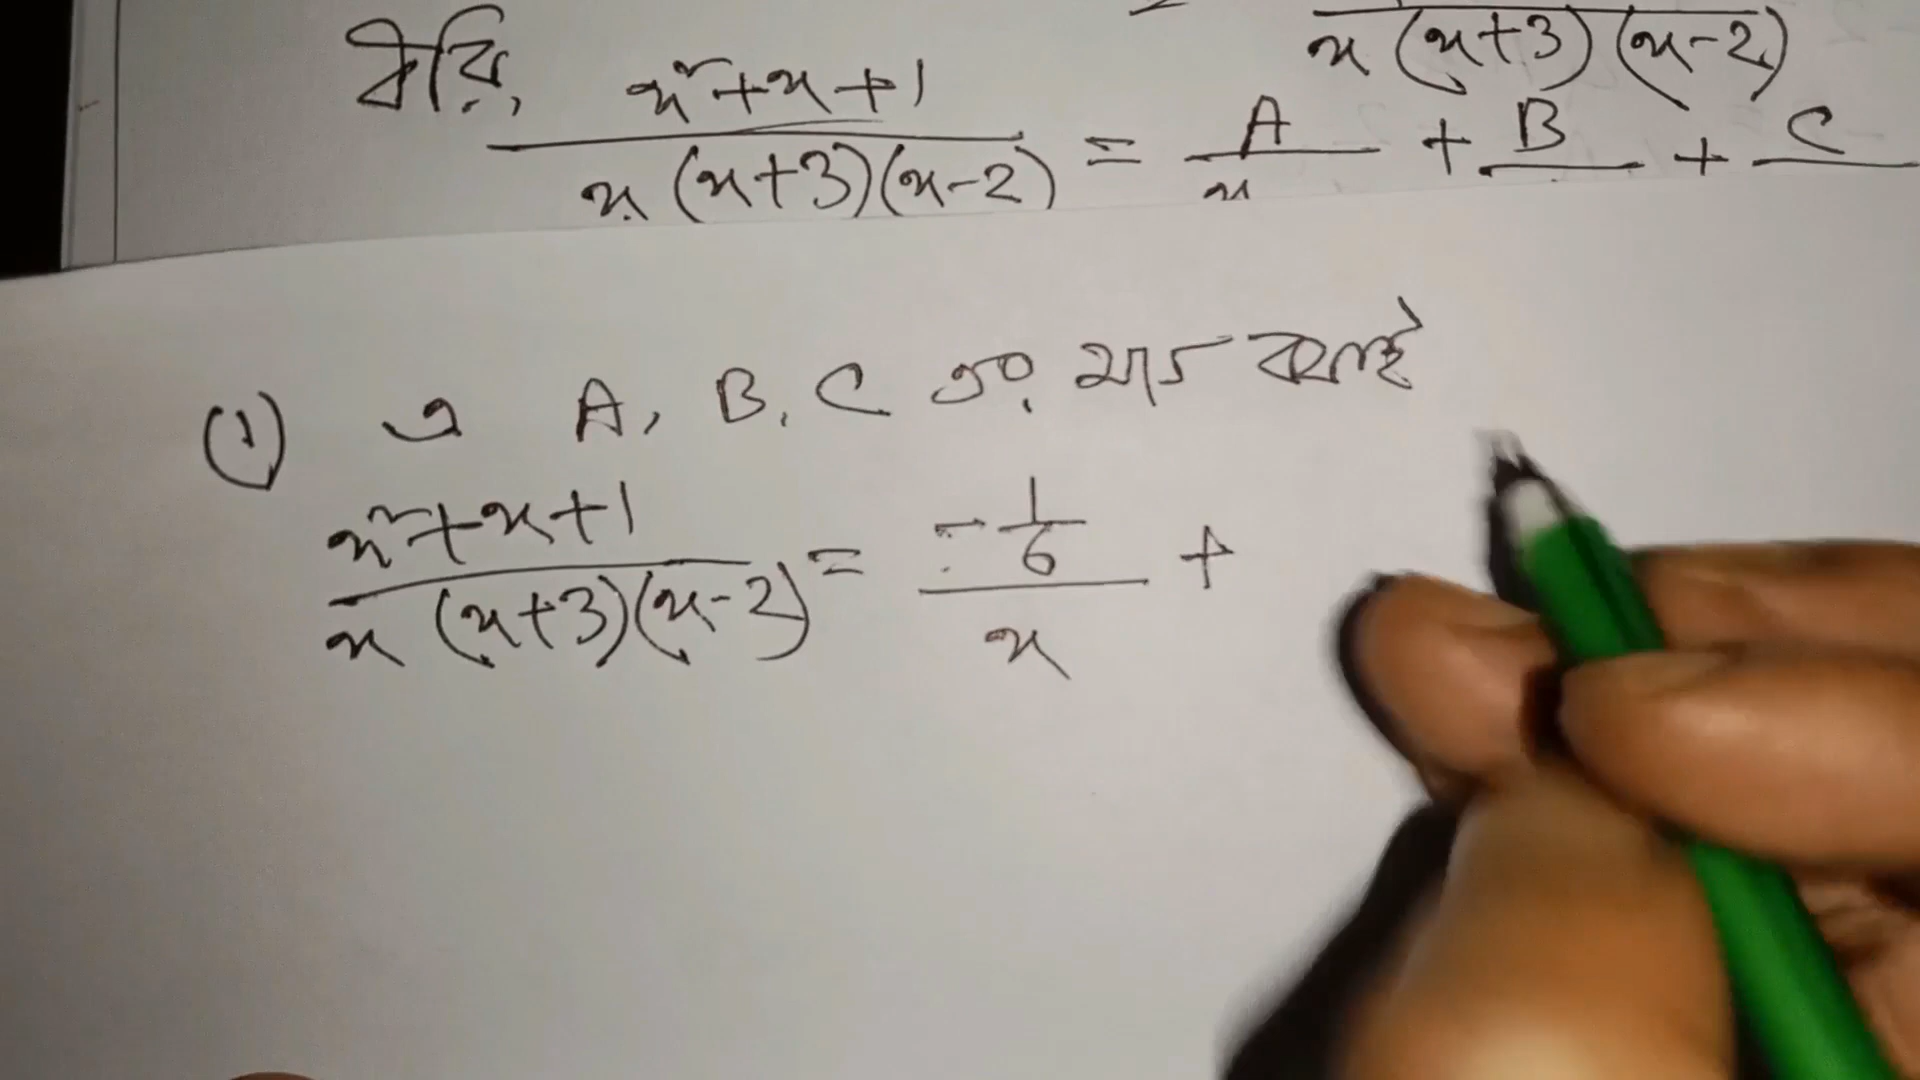 x(x+3)(x-2)
ধরি, x²+x+1 / x(x+3)(x-2) = A/x + B/ + C/
(1) এ A, B, C এর মান বসাই
x²+x+1 / x(x+3)(x-2) = -1/6 / x +